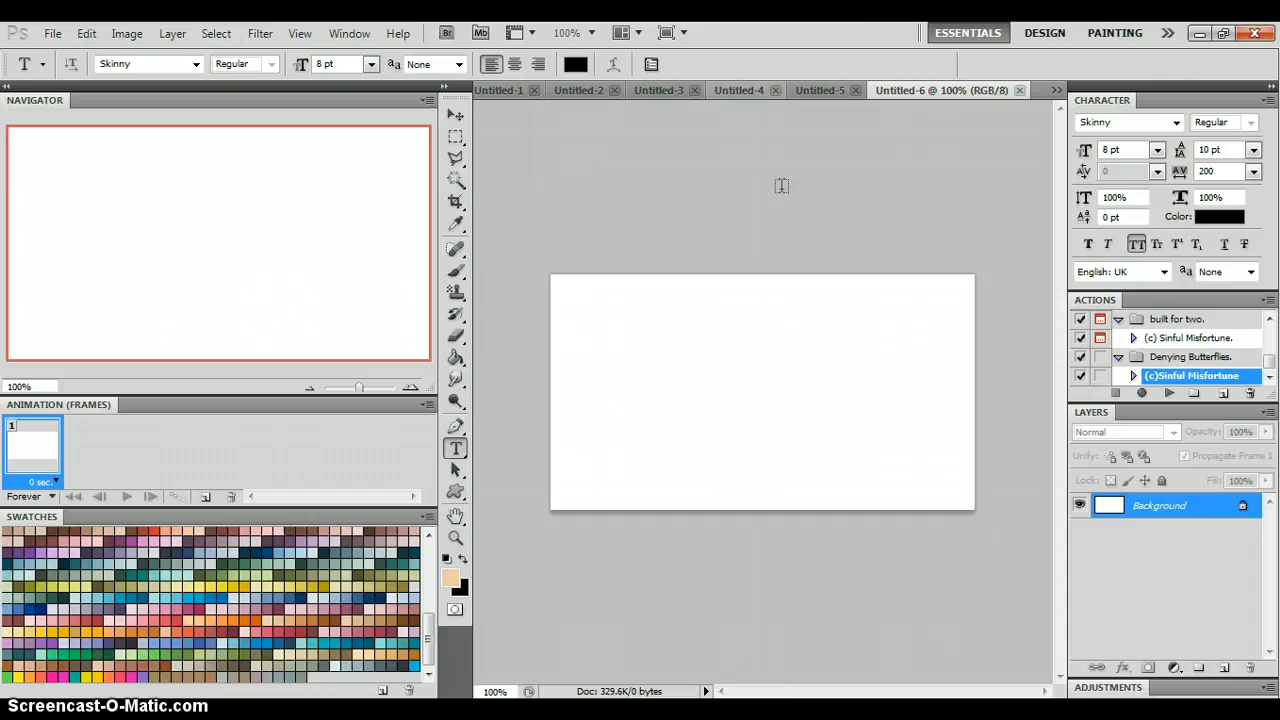 Ps File Edit Image Layer Select Filter View Window Help Br Mb 100% ESSENTIALS DESIGN PAINTING
T Skinny Regular 8 pt None
NAVIGATOR
Untitled-1 Untitled-2 Untitled-3 Untitled-4 Untitled-5 Untitled-6 @ 100% (RGB/8)
CHARACTER
Skinny Regular
8 pt 10 pt
0 200
100% 100%
0 pt Color:
English: UK None
ACTIONS
built for two.
(c) Sinful Misfortune.
Denying Butterflies.
(c)Sinful Misfortune
100%
ANIMATION (FRAMES)
1
0 sec.
Forever
LAYERS
Normal Opacity: 100%
Unify: Propagate Frame 1
Lock: Fill: 100%
Background
SWATCHES
100% Doc: 329.6K/0 bytes
ADJUSTMENTS
Screencast-O-Matic.com